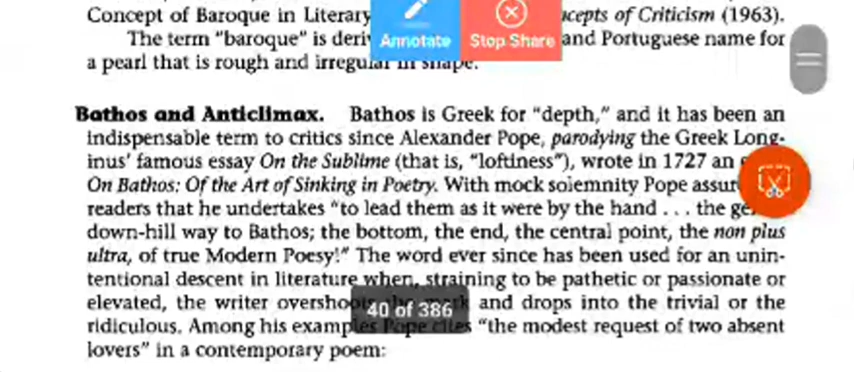 Concept of Baroque in Literary cepts of Criticism (1963).
Annotate
Stop Share
The term "baroque" is deri and Portuguese name for
a pearl that is rough and irregular in shape.
Bathos and Anticlimax. Bathos is Greek for "depth," and it has been an
indispensable term to critics since Alexander Pope, parodying the Greek Long-
inus' famous essay On the Sublime (that is, "loftiness"), wrote in 1727 an
On Bathos: Of the Art of Sinking in Poetry. With mock solemnity Pope assur
readers that he undertakes "to lead them as it were by the hand . . . the ge
down-hill way to Bathos; the bottom, the end, the central point, the non plus
ultra, of true Modern Poesy!" The word ever since has been used for an unin-
tentional descent in literature when, straining to be pathetic or passionate or
elevated, the writer overshoots and drops into the trivial or the
40 of 386
ridiculous. Among his examples Pope cites "the modest request of two absent
lovers" in a contemporary poem: